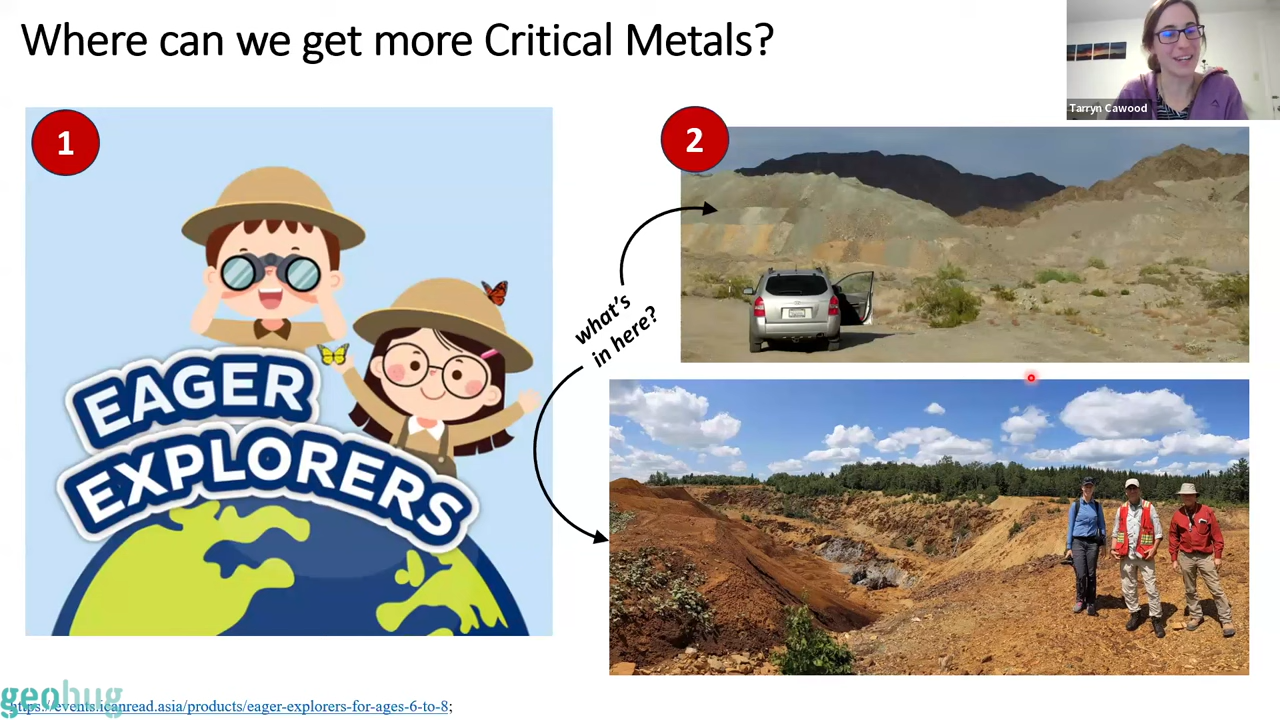 Where can we get more Critical Metals?
Tarryn Cawood
1
2
EAGER
EXPLORERS
what's
in here?
geobug
https://events.icanread.asia/products/eager-explorers-for-ages-6-to-8;